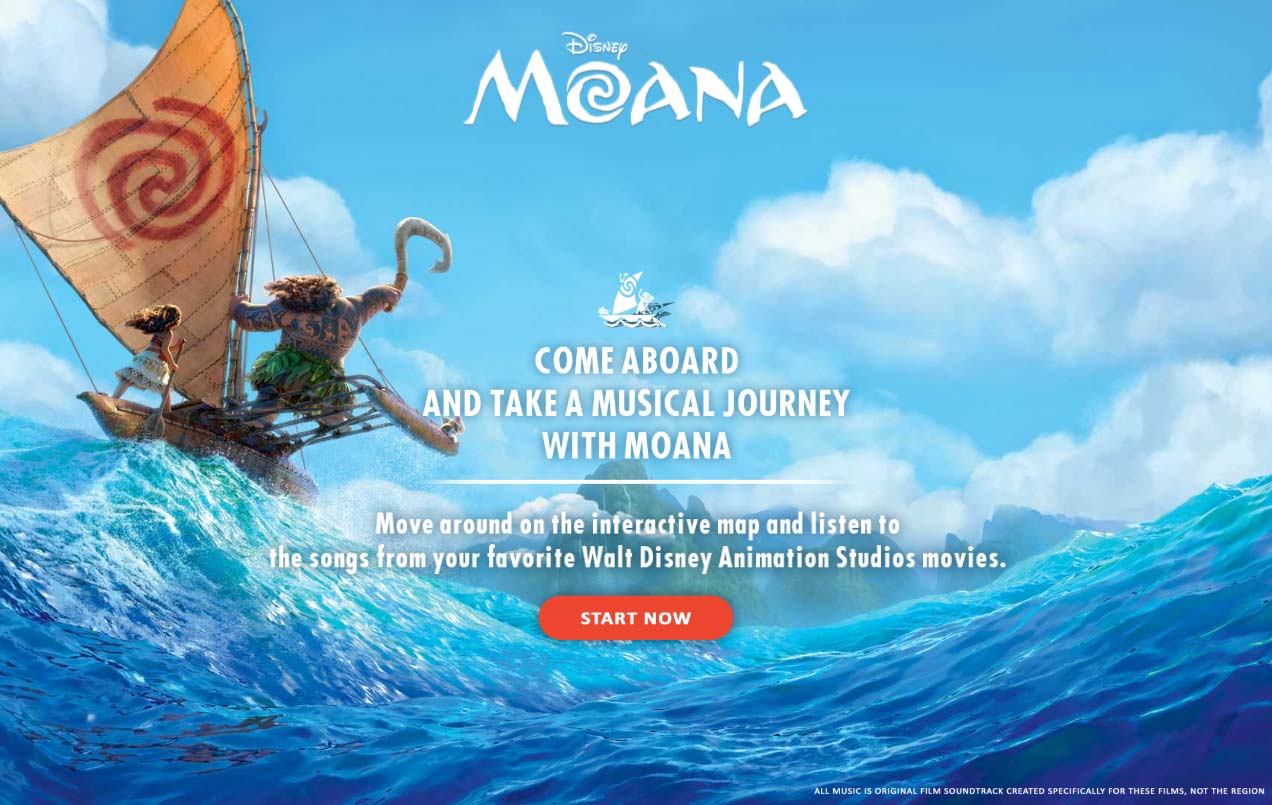 Disney
MOANA
COME ABOARD
AND TAKE A MUSICAL JOURNEY
WITH MOANA
Move around on the interactive map and listen to
the songs from your favorite Walt Disney Animation Studios movies.
START NOW
ALL MUSIC IS ORIGINAL FILM SOUNDTRACK CREATED SPECIFICALLY FOR THESE FILMS, NOT THE REGION